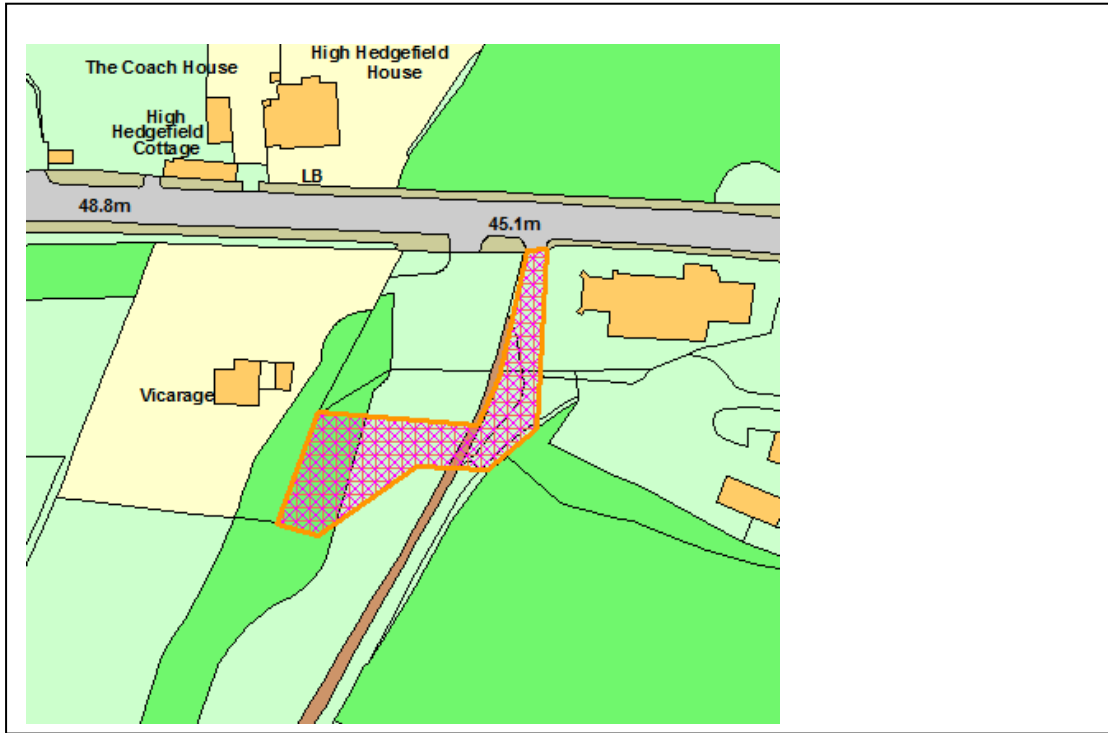 The Coach House
High Hedgefield
House
High
Hedgefield
Cottage
LB
48.8m
45.1m
Vicarage